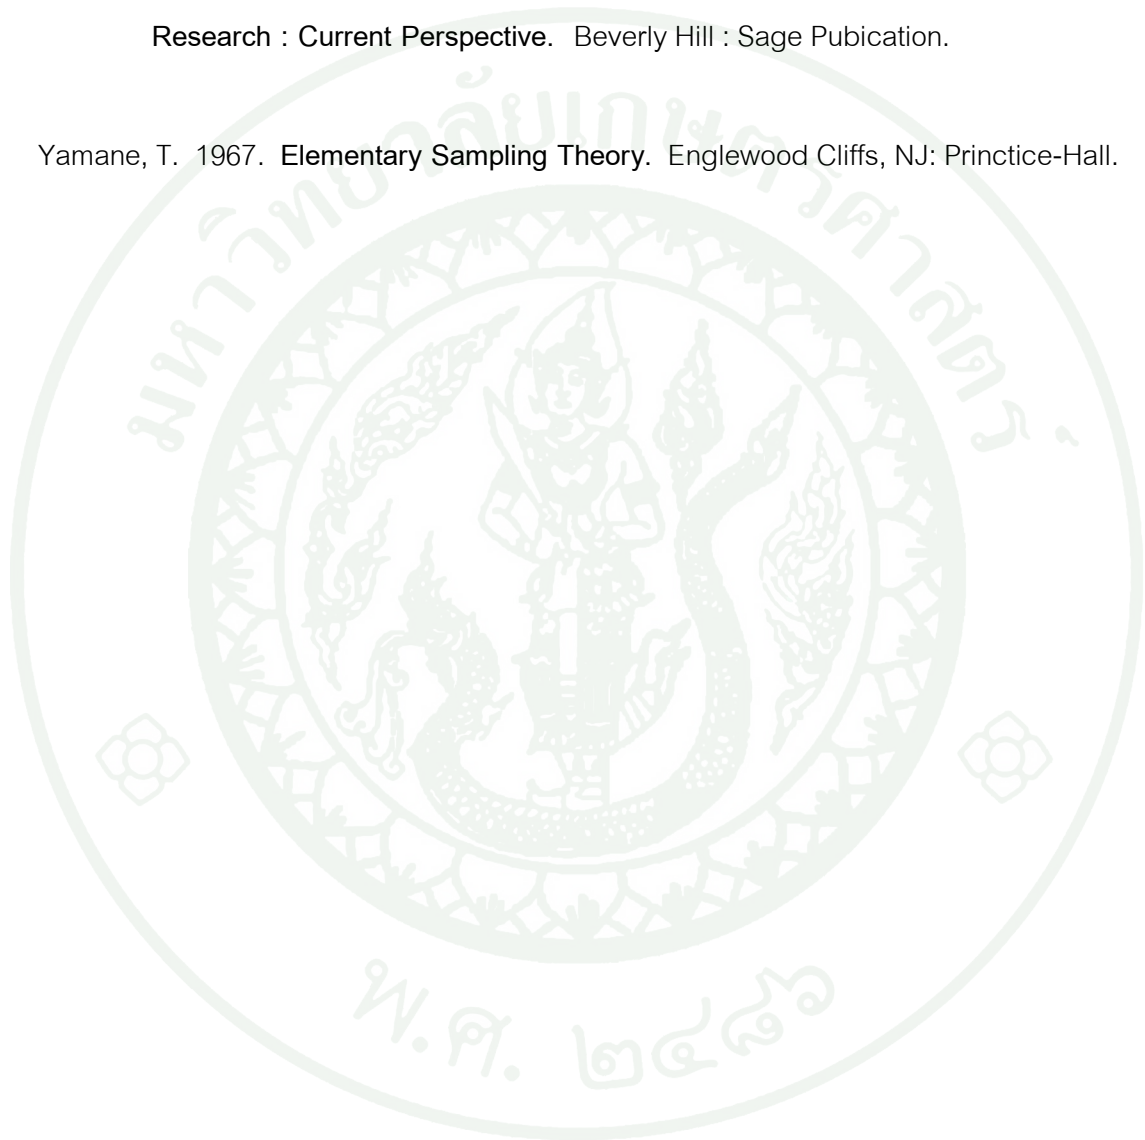 Research : Current Perspective. Beverly Hill : Sage Pubication.
Yamane, T. 1967. Elementary Sampling Theory. Englewood Cliffs, NJ: Princtice-Hall.
มหาวิทยาลัยเกษตรศาสตร์
พ.ศ. ๒๔๘๖